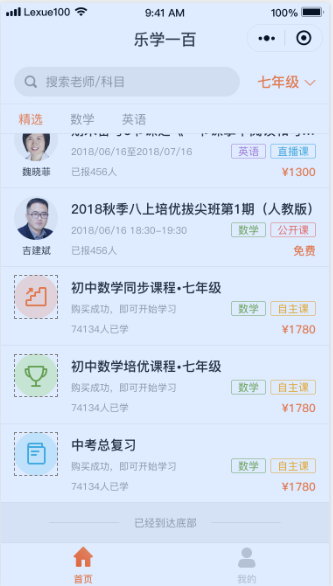 Lexue100
9:41 AM
100%
乐学一百
搜索老师/科目
七年级
精选
数学
英语
魏晓菲
2018/06/16至2018/07/16
英语
直播课
已报456人
¥1300
2018秋季八上培优拔尖班第1期（人教版）
2018/06/16 18:30-19:30
数学
公开课
吉建斌
已报456人
免费
初中数学同步课程•七年级
购买成功，即可开始学习
数学
自主课
74134人已学
¥1780
初中数学培优课程•七年级
购买成功，即可开始学习
数学
自主课
74134人已学
¥1780
中考总复习
购买成功，即可开始学习
数学
自主课
74134人已学
¥1780
已经到达底部
首页
我的